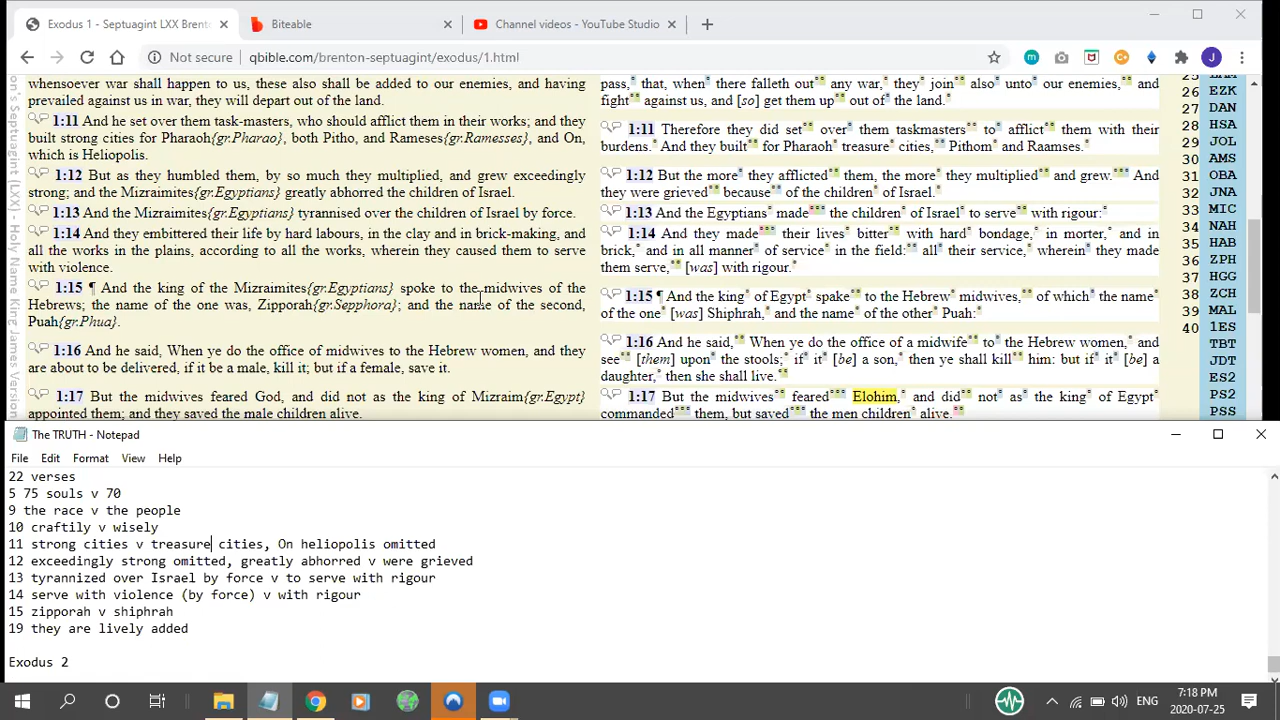 Exodus 1 - Septuagint LXX Brent
Biteable
Channel videos - YouTube Studio
Not secure
qbible.com/brenton-septuagint/exodus/1.html
J
on's Septuagint (LXX) - Holy Name King James Version
whensoever war shall happen to us, these also shall be added to our enemies, and having
prevailed against us in war, they will depart out of the land.
1:11 And he set over them task-masters, who should afflict them in their works; and they
built strong cities for Pharaoh{gr.Pharao}, both Pitho, and Rameses{gr.Ramesses}, and On,
which is Heliopolis.
1:12 But as they humbled them, by so much they multiplied, and grew exceedingly
strong; and the Mizraimites{gr.Egyptians} greatly abhorred the children of Israel.
1:13 And the Mizraimites{gr.Egyptians} tyrannised over the children of Israel by force.
1:14 And they embittered their life by hard labours, in the clay and in brick-making, and
all the works in the plains, according to all the works, wherein they caused them to serve
with violence.
1:15 ¶ And the king of the Mizraimites{gr.Egyptians} spoke to the midwives of the
Hebrews; the name of the one was, Zipporah{gr.Sepphora}; and the name of the second,
Puah{gr.Phua}.
1:16 And he said, When ye do the office of midwives to the Hebrew women, and they
are about to be delivered, if it be a male, kill it; but if a female, save it.
1:17 But the midwives feared God, and did not as the king of Mizraim{gr.Egypt}
appointed them; and they saved the male children alive.
pass, that, when there falleth out any war, they join also unto our enemies, and
fight against us, and [so] get them up out of the land.
1:11 Therefore they did set over them taskmasters to afflict them with their
burdens. And they built for Pharaoh treasure cities, Pithom and Raamses.
1:12 But the more they afflicted them, the more they multiplied and grew. And
they were grieved because of the children of Israel.
1:13 And the Egyptians made the children of Israel to serve with rigour:
1:14 And they made their lives bitter with hard bondage, in morter, and in
brick, and in all manner of service in the field: all their service, wherein they made
them serve, [was] with rigour.
1:15 ¶ And the king of Egypt spake to the Hebrew midwives, of which the name
of the one [was] Shiphrah, and the name of the other Puah:
1:16 And he said, When ye do the office of a midwife to the Hebrew women, and
see [them] upon the stools; if it [be] a son, then ye shall kill him: but if it [be] a
daughter, then she shall live.
1:17 But the midwives feared Elohim, and did not as the king of Egypt
commanded them, but saved the men children alive.
26 EZK
27 DAN
28 HSA
29 JOL
30 AMS
31 OBA
32 JNA
33 MIC
34 NAH
35 HAB
36 ZPH
37 HGG
38 ZCH
39 MAL
40 1ES
TBT
JDT
ES2
PS2
PSS
The TRUTH - Notepad
File Edit Format View Help
22 verses
5 75 souls v 70
9 the race v the people
10 craftily v wisely
11 strong cities v treasure cities, On heliopolis omitted
12 exceedingly strong omitted, greatly abhorred v were grieved
13 tyrannized over Israel by force v to serve with rigour
14 serve with violence (by force) v with rigour
15 zipporah v shiphrah
19 they are lively added
Exodus 2
ENG
7:18 PM
2020-07-25